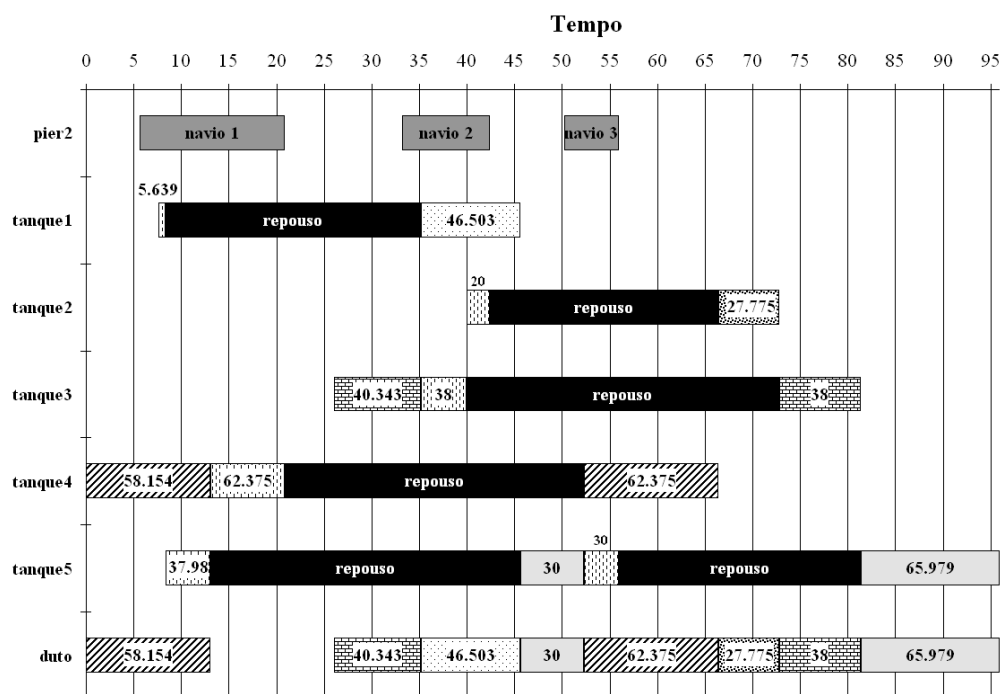 Tempo
0 5 10 15 20 25 30 35 40 45 50 55 60 65 70 75 80 85 90 95
pier2 navio 1 navio 2 navio 3
5.639
tanque1 repouso 46.503
20
tanque2 repouso 27.775
tanque3 40.343 38 repouso 38
tanque4 58.154 62.375 repouso 62.375
30
tanque5 37.98 repouso 30 repouso 65.979
duto 58.154 40.343 46.503 30 62.375 27.775 38 65.979